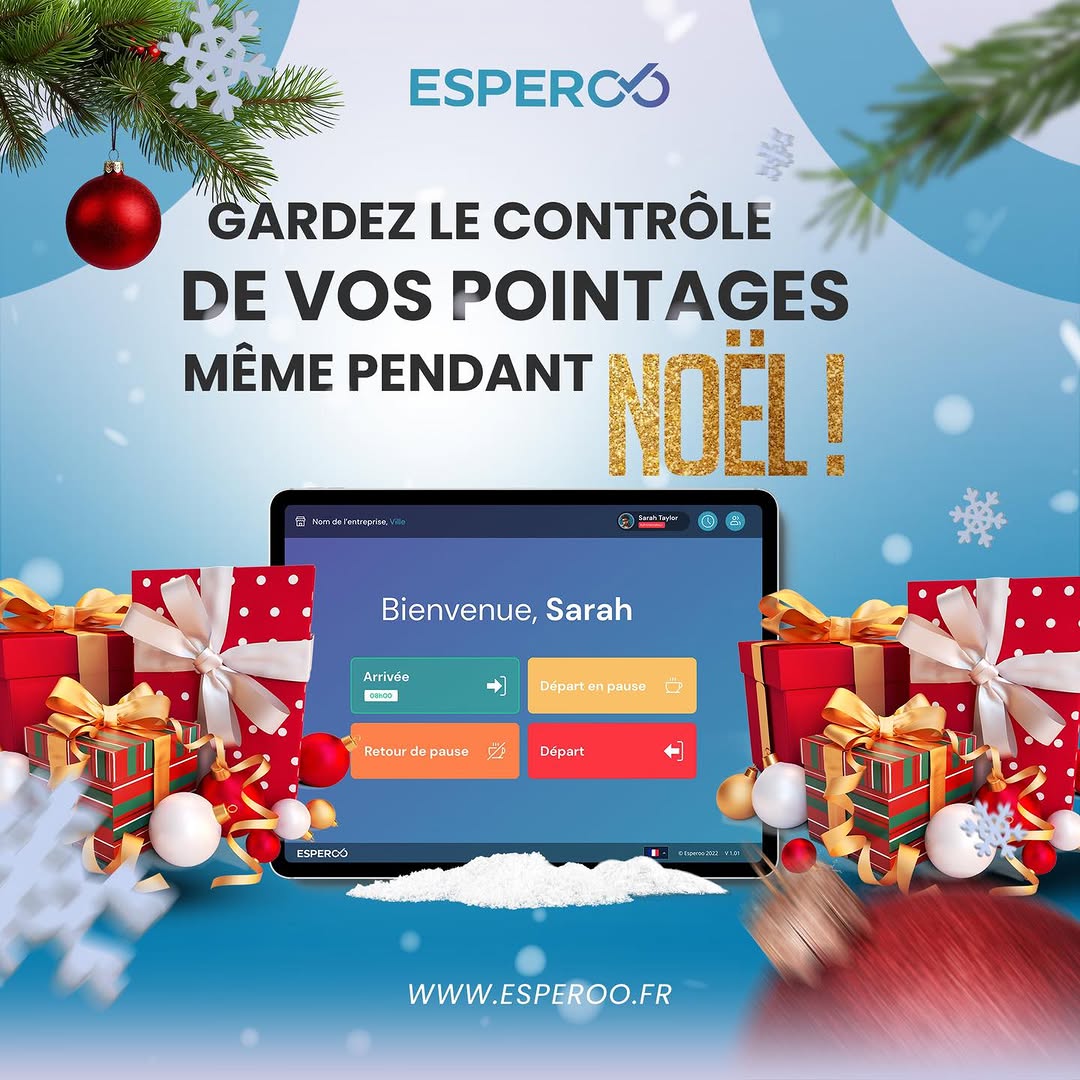 ESPEROO
GARDEZ LE CONTRÔLE
DE VOS POINTAGES
MÊME PENDANT
NOËL !
Nom de l'entreprise, Ville
Sarah Taylor
Bienvenue, Sarah
Arrivée
08h00
Départ en pause
Retour de pause
Départ
ESPEROO
© Esperoo 2022 V 1.01
WWW.ESPEROO.FR